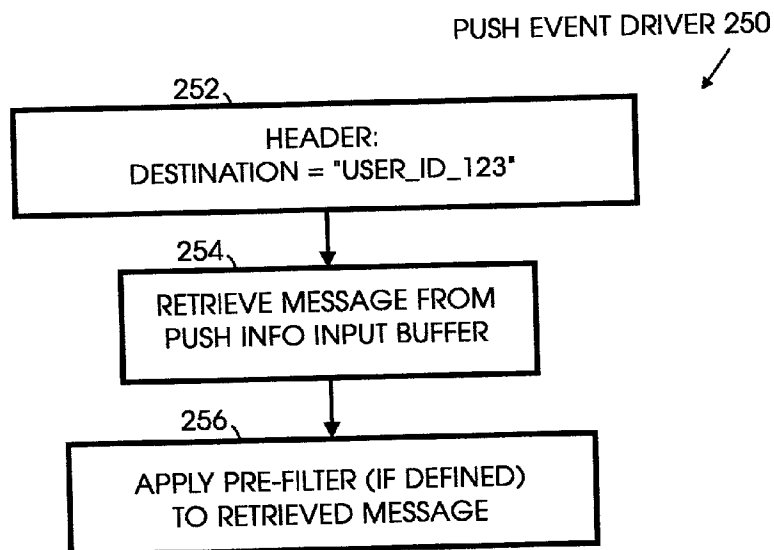 PUSH EVENT DRIVER 250
252
HEADER:
DESTINATION = "USER_ID_123"
254
RETRIEVE MESSAGE FROM
PUSH INFO INPUT BUFFER
256
APPLY PRE-FILTER (IF DEFINED)
TO RETRIEVED MESSAGE